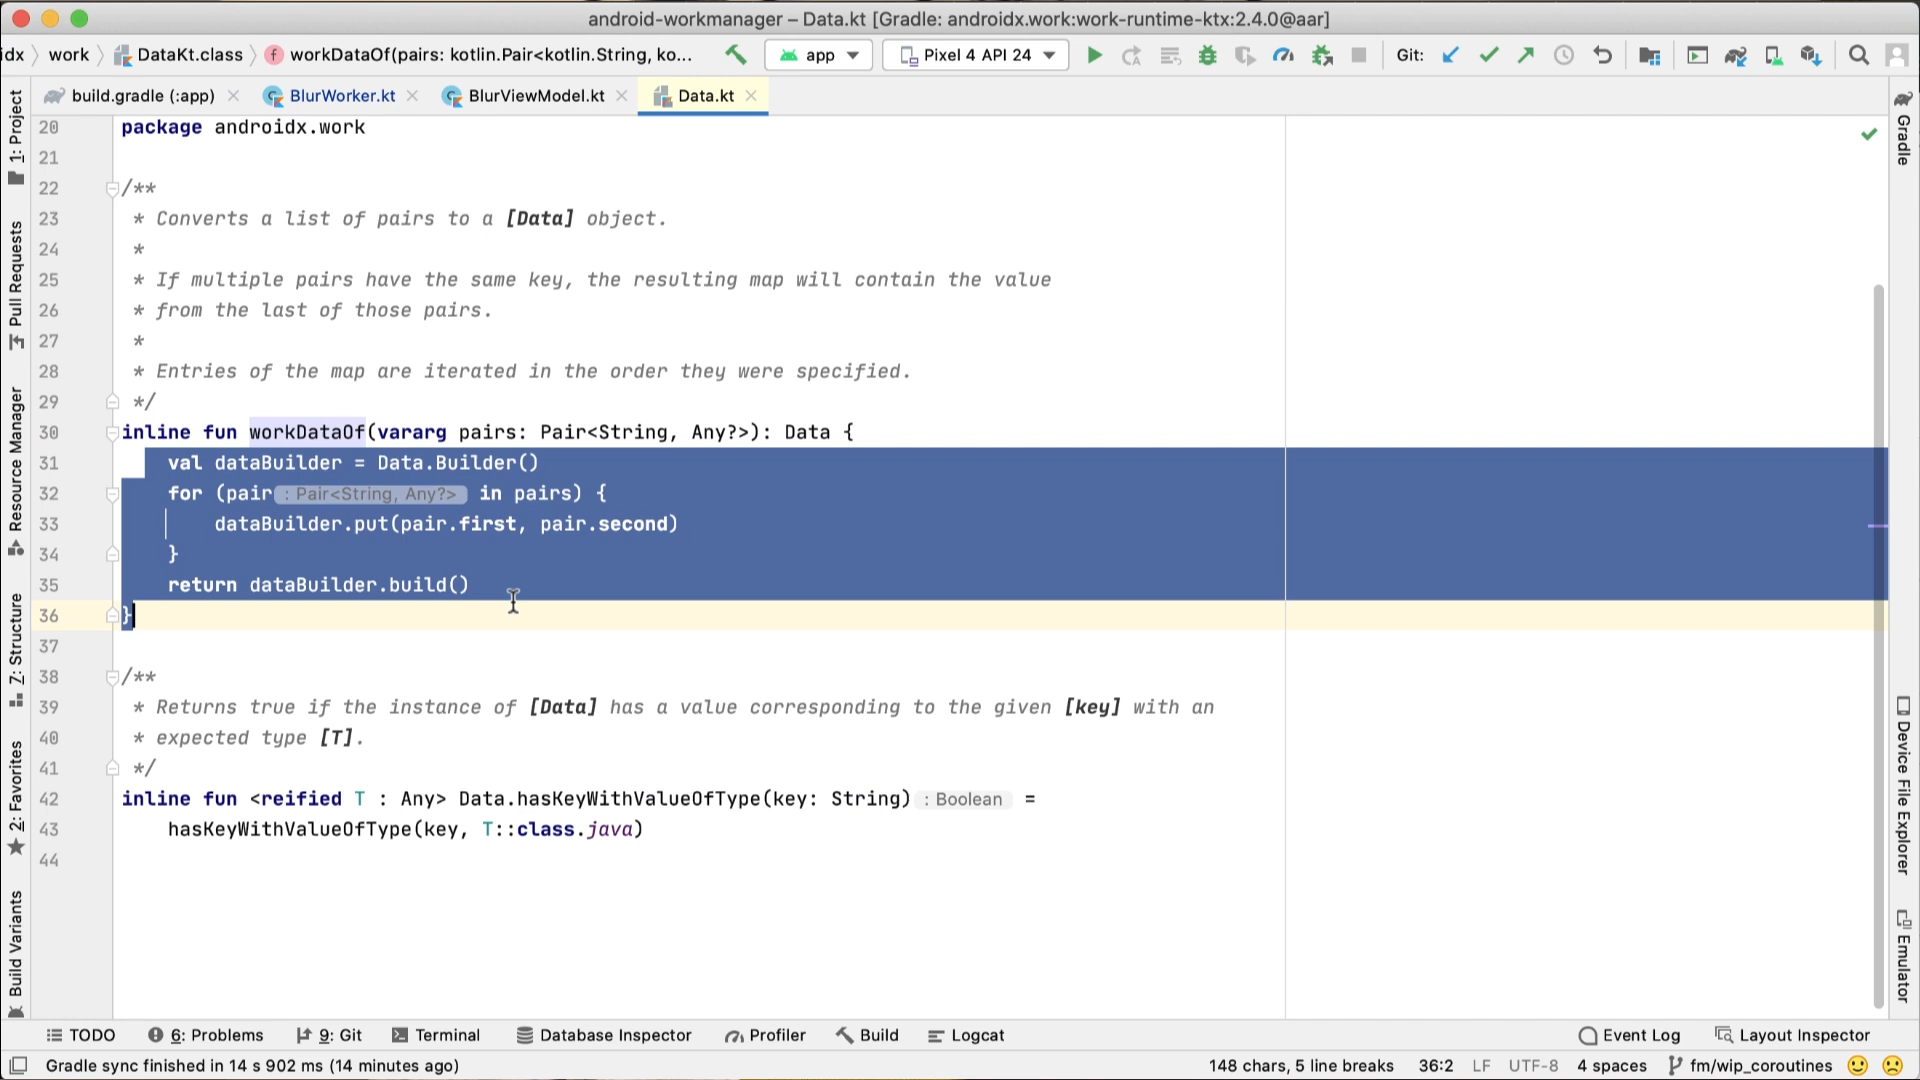 android-workmanager – Data.kt [Gradle: androidx.work:work-runtime-ktx:2.4.0@aar]
idx work DataKt.class f workDataOf(pairs: kotlin.Pair<kotlin.String, ko... app Pixel 4 API 24 Git:
build.gradle (:app) BlurWorker.kt BlurViewModel.kt Data.kt
20 package androidx.work
21
22 /**
23 * Converts a list of pairs to a [Data] object.
24 *
25 * If multiple pairs have the same key, the resulting map will contain the value
26 * from the last of those pairs.
27 *
28 * Entries of the map are iterated in the order they were specified.
29 */
30 inline fun workDataOf(vararg pairs: Pair<String, Any?>): Data {
31 val dataBuilder = Data.Builder()
32 for (pair : Pair<String, Any?> in pairs) {
33 dataBuilder.put(pair.first, pair.second)
34 }
35 return dataBuilder.build()
36 }
37
38 /**
39 * Returns true if the instance of [Data] has a value corresponding to the given [key] with an
40 * expected type [T].
41 */
42 inline fun <reified T : Any> Data.hasKeyWithValueOfType(key: String) : Boolean =
43 hasKeyWithValueOfType(key, T::class.java)
44
1: Project
Pull Requests
Resource Manager
7: Structure
2: Favorites
Build Variants
Gradle
Device File Explorer
Emulator
TODO 6: Problems 9: Git Terminal Database Inspector Profiler Build Logcat Event Log Layout Inspector
Gradle sync finished in 14 s 902 ms (14 minutes ago) 148 chars, 5 line breaks 36:2 LF UTF-8 4 spaces fm/wip_coroutines